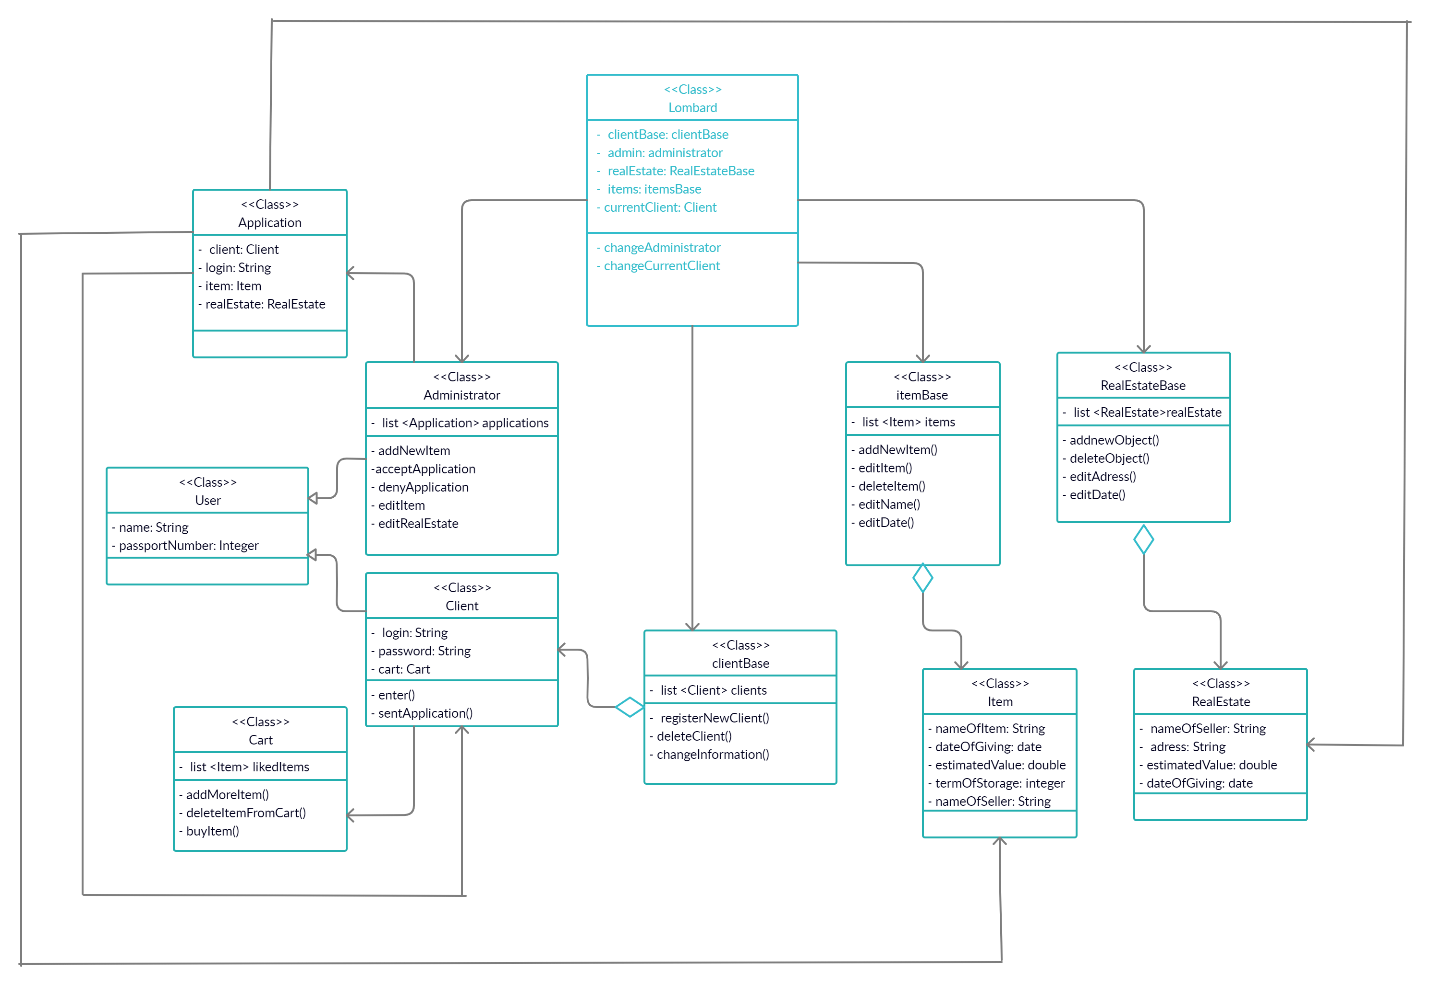 <<Class>>
Lombard
- clientBase: clientBase
- admin: administrator
- realEstate: RealEstateBase
- items: itemsBase
- currentClient: Client
- changeAdministrator
- changeCurrentClient
<<Class>>
Application
- client: Client
- login: String
- item: Item
- realEstate: RealEstate
<<Class>>
Administrator
- list <Application> applications
- addNewItem
-acceptApplication
- denyApplication
- editItem
- editRealEstate
<<Class>>
itemBase
- list <Item> items
- addNewItem()
- editItem()
- deleteItem()
- editName()
- editDate()
<<Class>>
RealEstateBase
- list <RealEstate>realEstate
- addnewObject()
- deleteObject()
- editAdress()
- editDate()
<<Class>>
User
- name: String
- passportNumber: Integer
<<Class>>
Client
- login: String
- password: String
- cart: Cart
- enter()
- sentApplication()
<<Class>>
clientBase
- list <Client> clients
- registerNewClient()
- deleteClient()
- changeInformation()
<<Class>>
Item
- nameOfItem: String
- dateOfGiving: date
- estimatedValue: double
- termOfStorage: integer
- nameOfSeller: String
<<Class>>
RealEstate
- nameOfSeller: String
- adress: String
- estimatedValue: double
- dateOfGiving: date
<<Class>>
Cart
- list <Item> likedItems
- addMoreItem()
- deleteItemFromCart()
- buyItem()